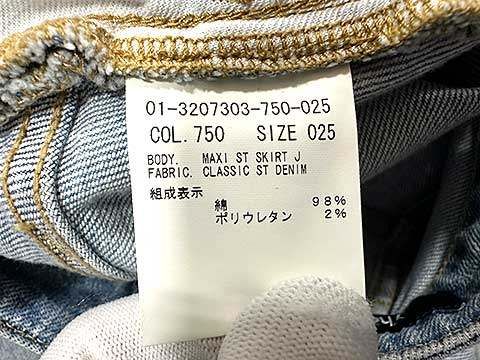 01-3207303-750-025
COL. 750 SIZE 025
BODY. MAXI ST SKIRT J
FABRIC. CLASSIC ST DENIM
組成表示
綿 98%
ポリウレタン 2%